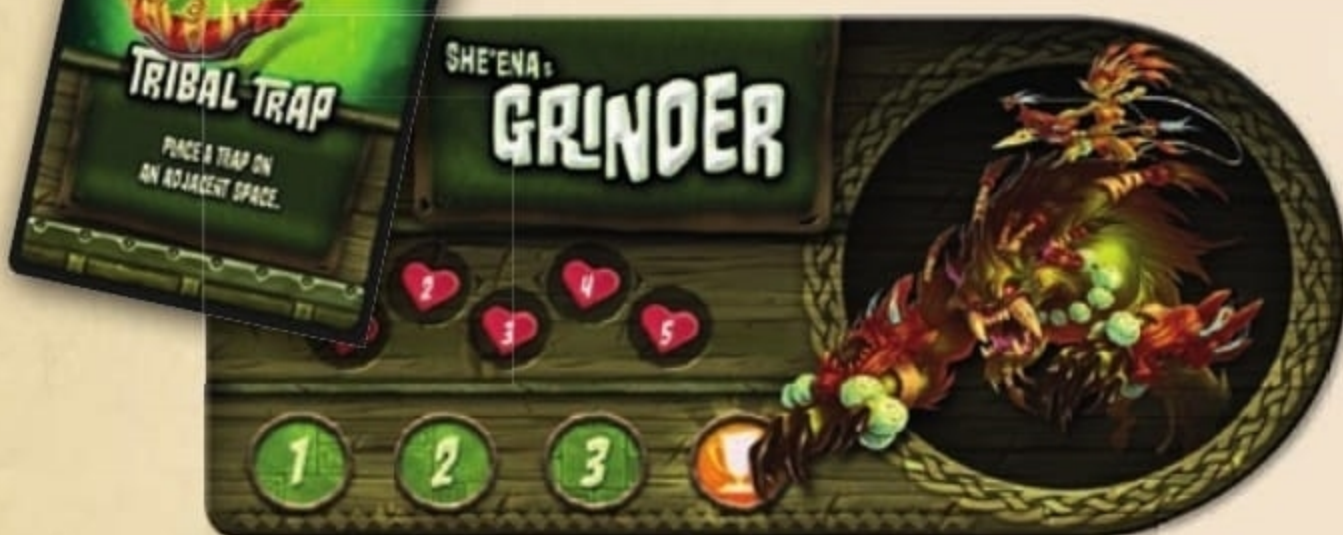 TRIBAL TRAP
PLACE A TRAP ON
AN ADJACENT SPACE.
SHE'ENA &
GRINDER
2
4
3
5
1
2
3